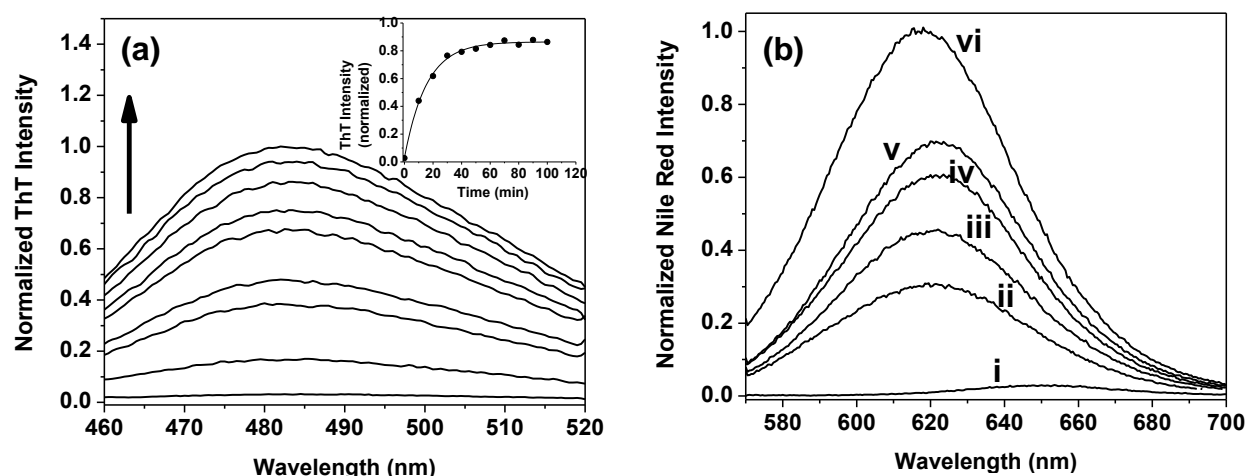 (a)
Normalized ThT Intensity
1.4
1.2
1.0
0.8
0.6
0.4
0.2
0.0
460 470 480 490 500 510 520
Wavelength (nm)
ThT Intensity
(normalized)
1.0
0.8
0.6
0.4
0.2
0.0
0 20 40 60 80 100 120
Time (min)
(b)
Normalized Nile Red Intensity
1.0
0.8
0.6
0.4
0.2
0.0
580 600 620 640 660 680 700
Wavelength (nm)
vi
v
iv
iii
ii
i